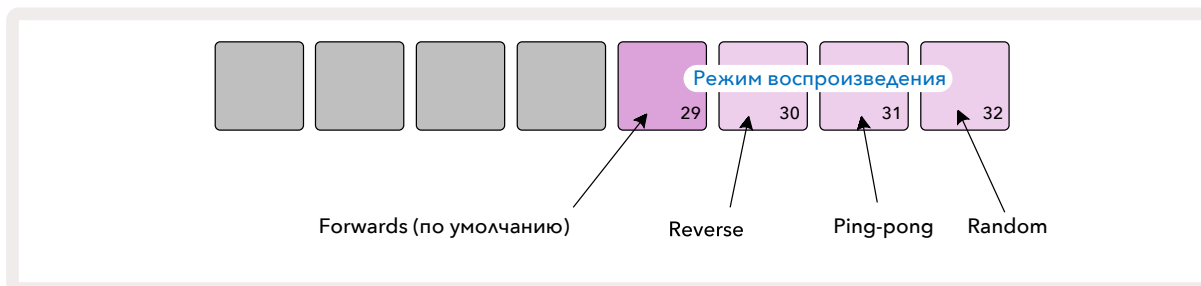 Режим воспроизведения
29 30 31 32
Forwards (по умолчанию) Reverse Ping-pong Random